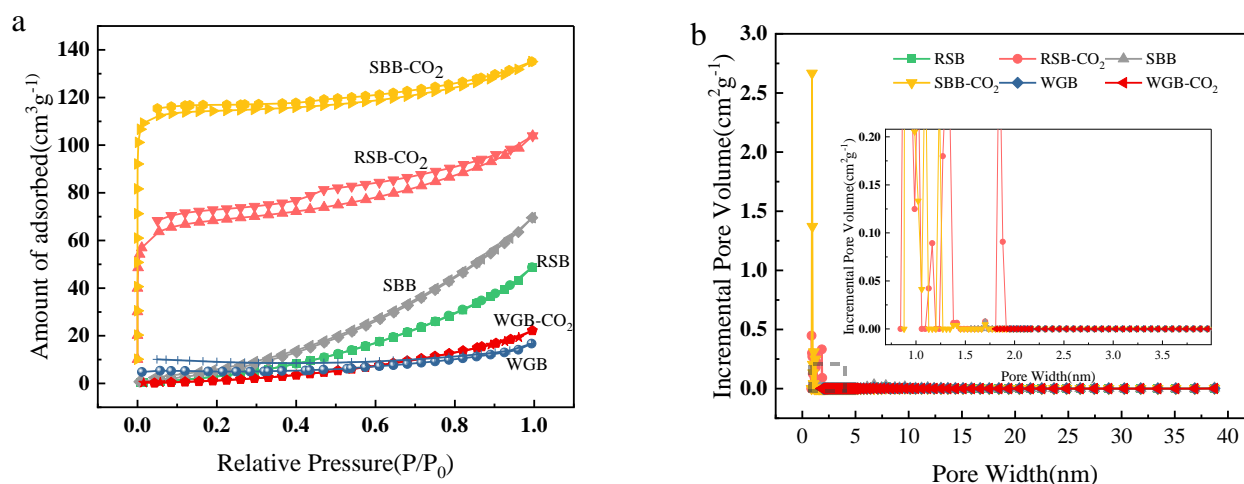 a
Amount of adsorbed(cm³g⁻¹)
140
120
100
80
60
40
20
0
0.0 0.2 0.4 0.6 0.8 1.0
Relative Pressure(P/P₀)
SBB-CO₂
RSB-CO₂
SBB
RSB
WGB-CO₂
WGB
b
Incremental Pore Volume(cm²g⁻¹)
3.0
2.5
2.0
1.5
1.0
0.5
0.0
0 5 10 15 20 25 30 35 40
Pore Width(nm)
RSB RSB-CO₂ SBB
SBB-CO₂ WGB WGB-CO₂
Incremental Pore Volume(cm²g⁻¹)
0.20
0.15
0.10
0.05
0.00
1.0 1.5 2.0 2.5 3.0 3.5
Pore Width(nm)